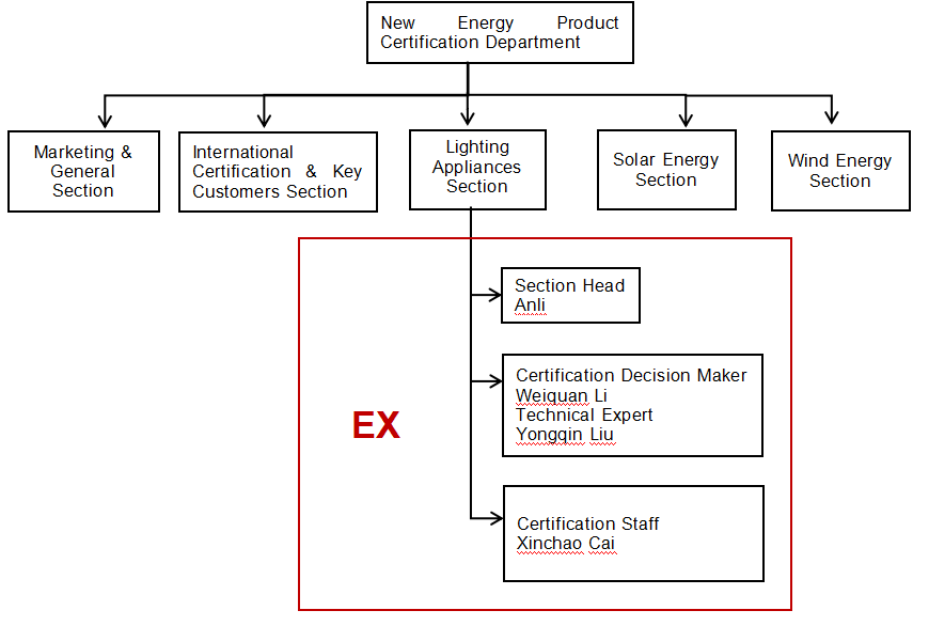 New Energy Product
Certification Department
Marketing &
General
Section
International
Certification & Key
Customers Section
Lighting
Appliances
Section
Solar Energy
Section
Wind Energy
Section
Section Head
Anli
EX
Certification Decision Maker
Weiquan Li
Technical Expert
Yongqin Liu
Certification Staff
Xinchao Cai